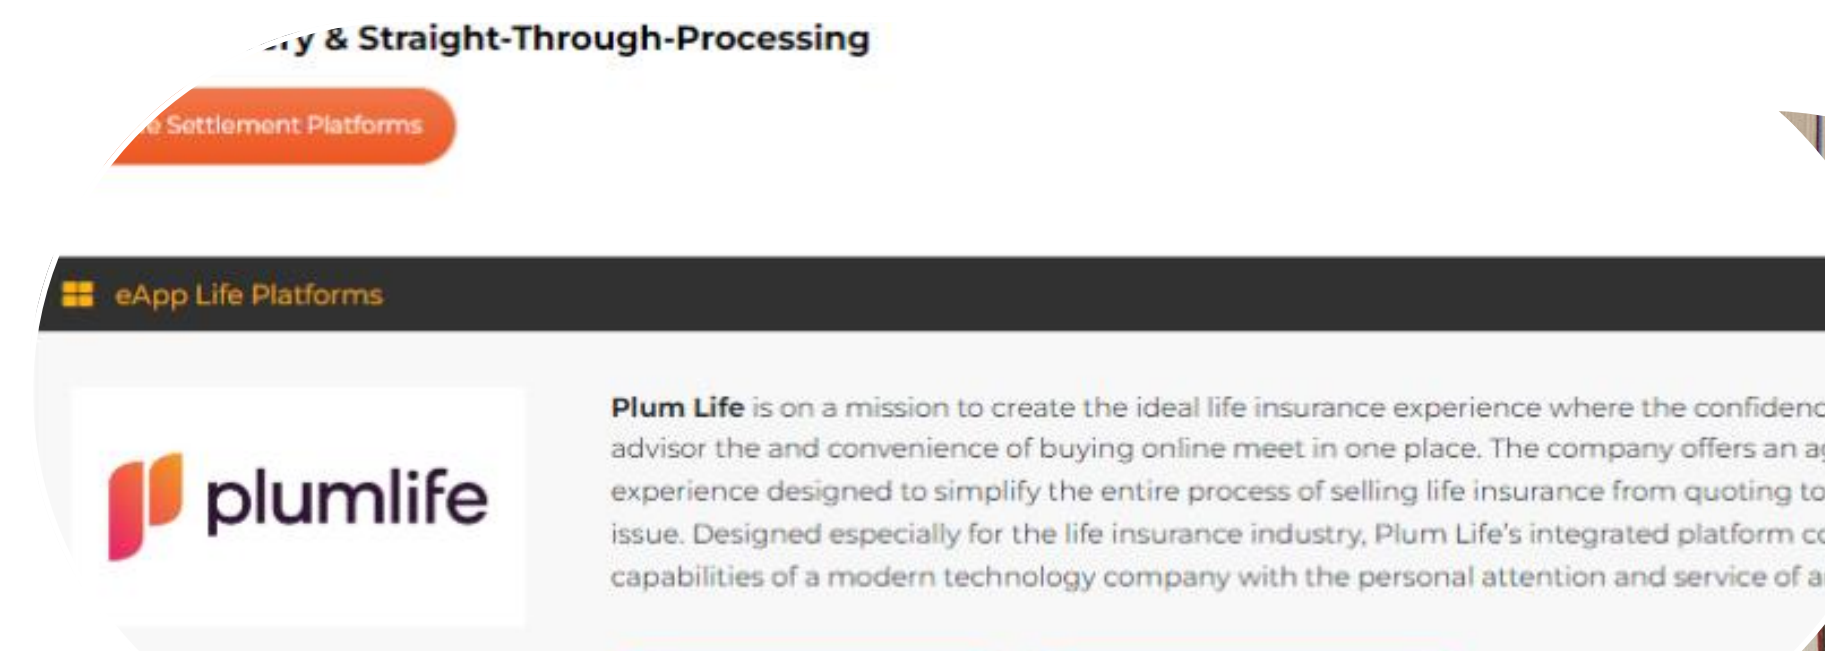 & Straight-Through-Processing
Settlement Platforms
eApp Life Platforms
plumlife
Plum Life is on a mission to create the ideal life insurance experience where the
advisor the and convenience of buying online meet in one place. The company offers an
experience designed to simplify the entire process of selling life insurance from quoting to
issue. Designed especially for the life insurance industry, Plum Life's integrated platform
capabilities of a modern technology company with the personal attention and service of